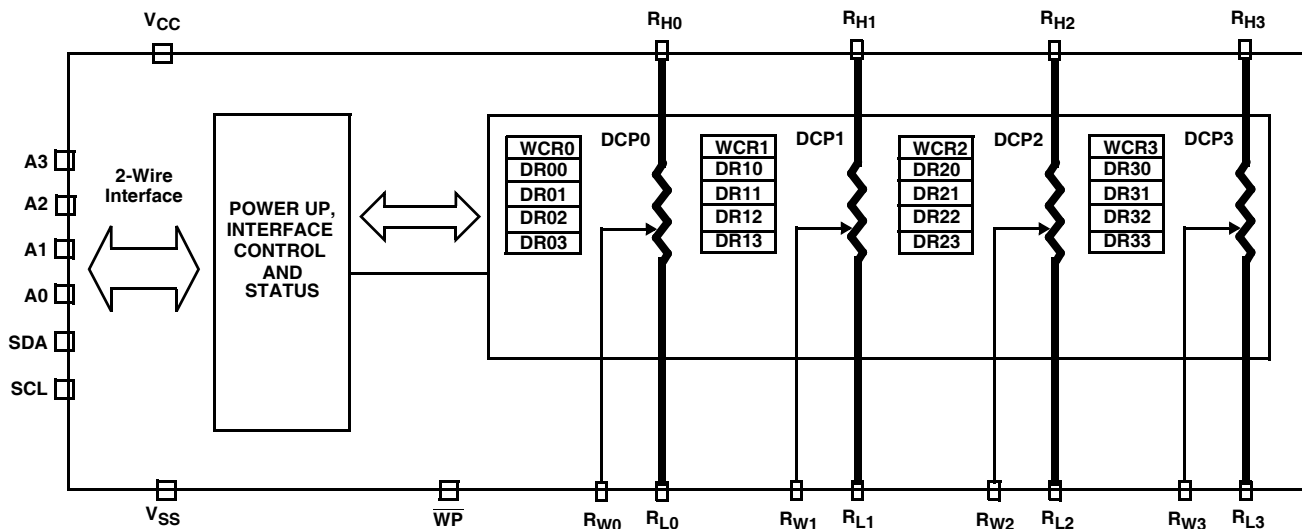 VCC
RH0
RH1
RH2
RH3
A3
A2
A1
A0
SDA
SCL
2-Wire
Interface
POWER UP,
INTERFACE
CONTROL
AND
STATUS
WCR0
DR00
DR01
DR02
DR03
DCP0
WCR1
DR10
DR11
DR12
DR13
DCP1
WCR2
DR20
DR21
DR22
DR23
DCP2
WCR3
DR30
DR31
DR32
DR33
DCP3
VSS
W̅P̅
RW0
RL0
RW1
RL1
RW2
RL2
RW3
RL3